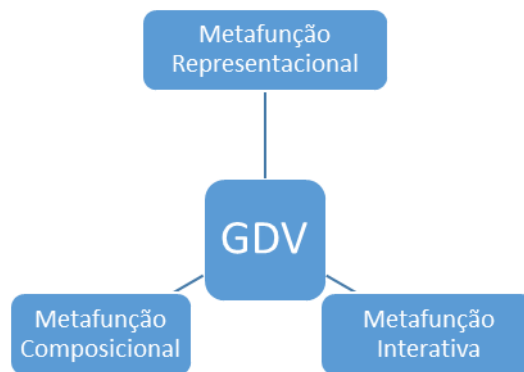 Metafunção
Representacional
GDV
Metafunção
Composicional
Metafunção
Interativa